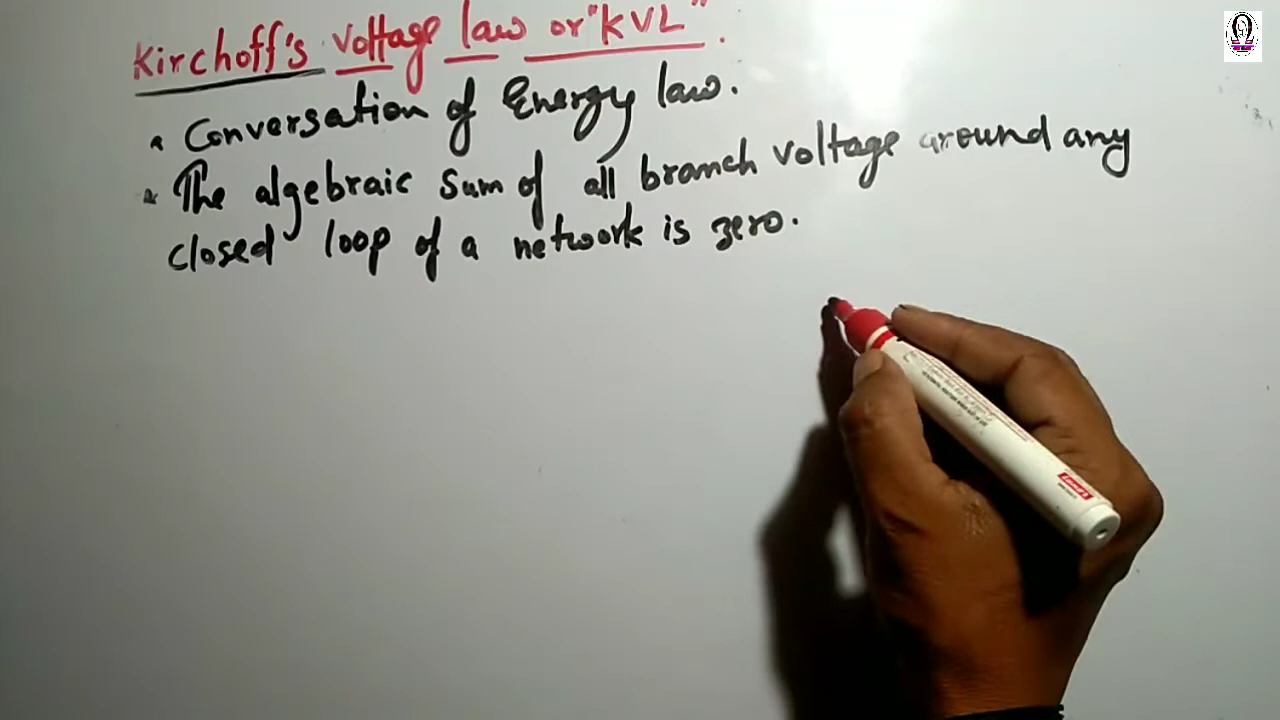 Kirchoff's voltage law or "KVL".
Conversation of Energy law.
The algebraic sum of all branch voltage around any
closed loop of a network is zero.